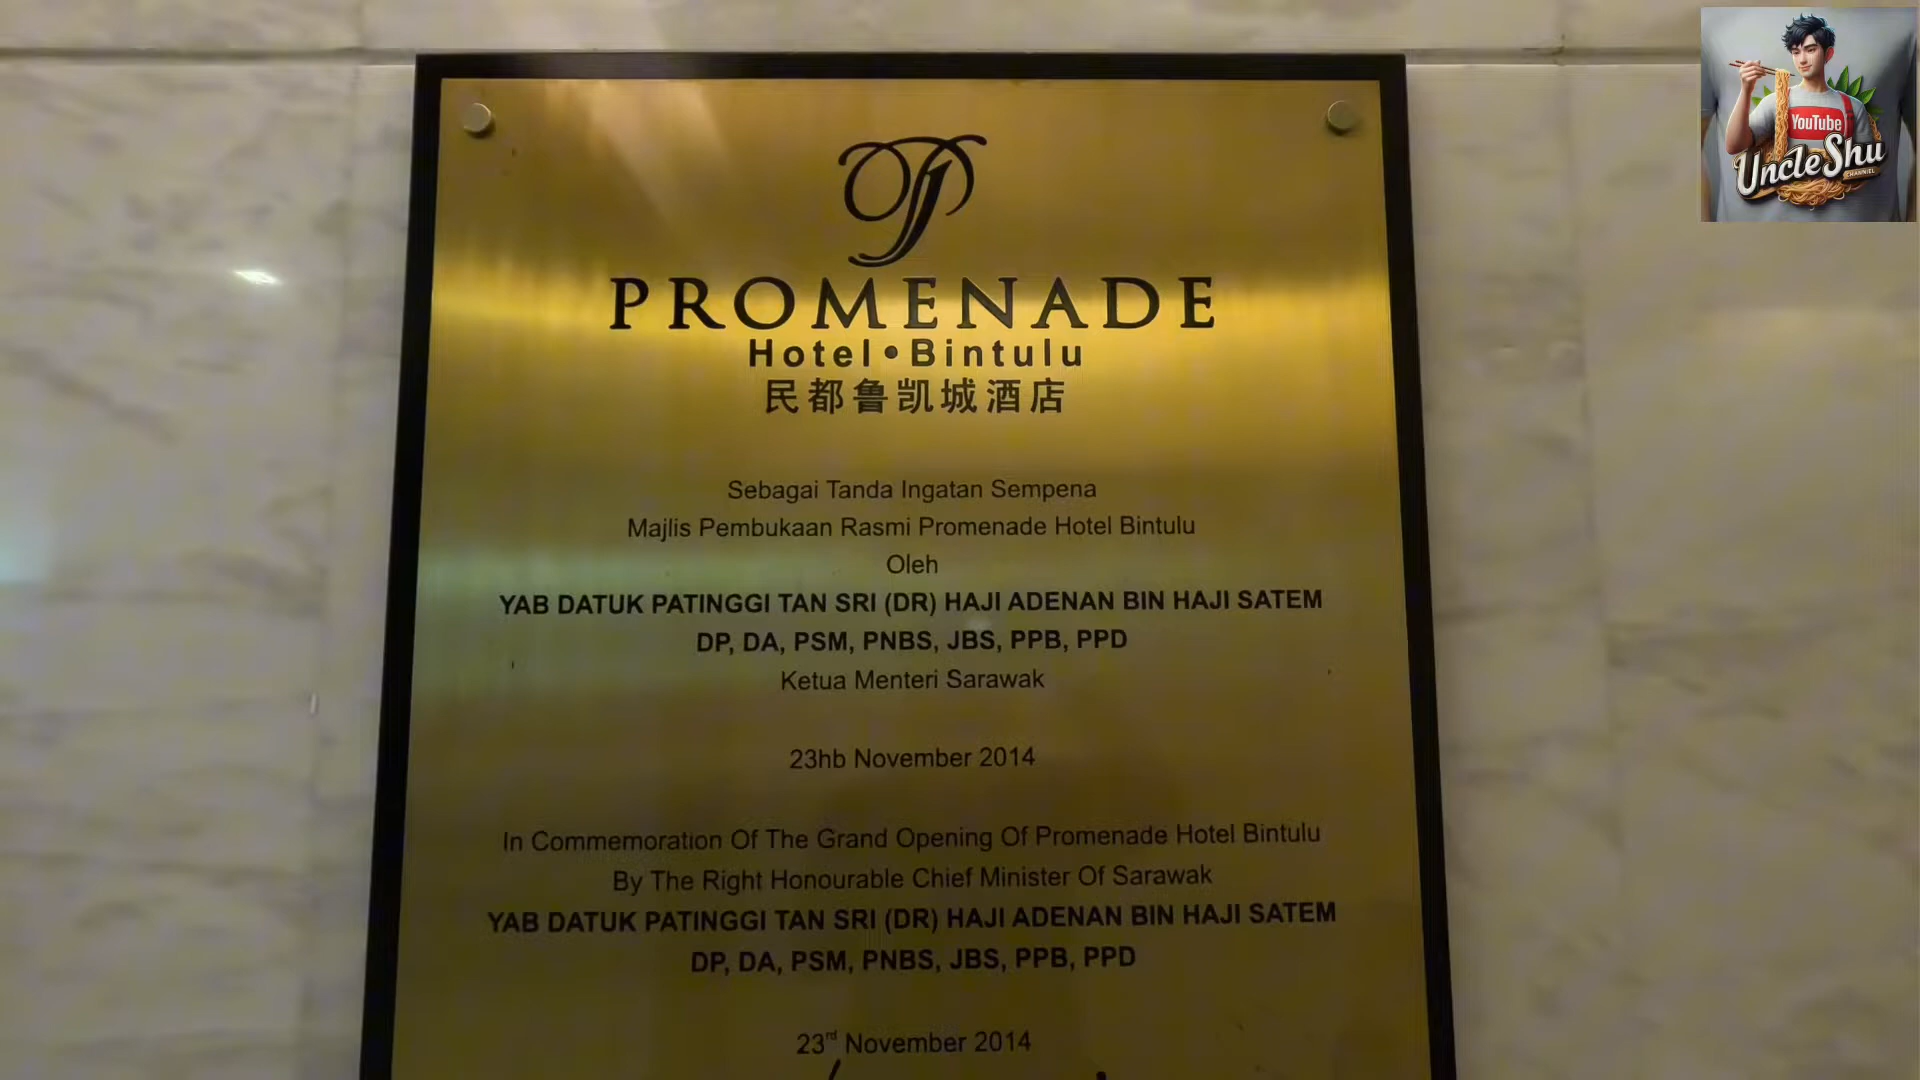 PROMENADE
Hotel•Bintulu
民都鲁凯城酒店
Sebagai Tanda Ingatan Sempena
Majlis Pembukaan Rasmi Promenade Hotel Bintulu
Oleh
YAB DATUK PATINGGI TAN SRI (DR) HAJI ADENAN BIN HAJI SATEM
DP, DA, PSM, PNBS, JBS, PPB, PPD
Ketua Menteri Sarawak
23hb November 2014
In Commemoration Of The Grand Opening Of Promenade Hotel Bintulu
By The Right Honourable Chief Minister Of Sarawak
YAB DATUK PATINGGI TAN SRI (DR) HAJI ADENAN BIN HAJI SATEM
DP, DA, PSM, PNBS, JBS, PPB, PPD
23rd November 2014
YouTube
Uncle Shu
CHANNEL